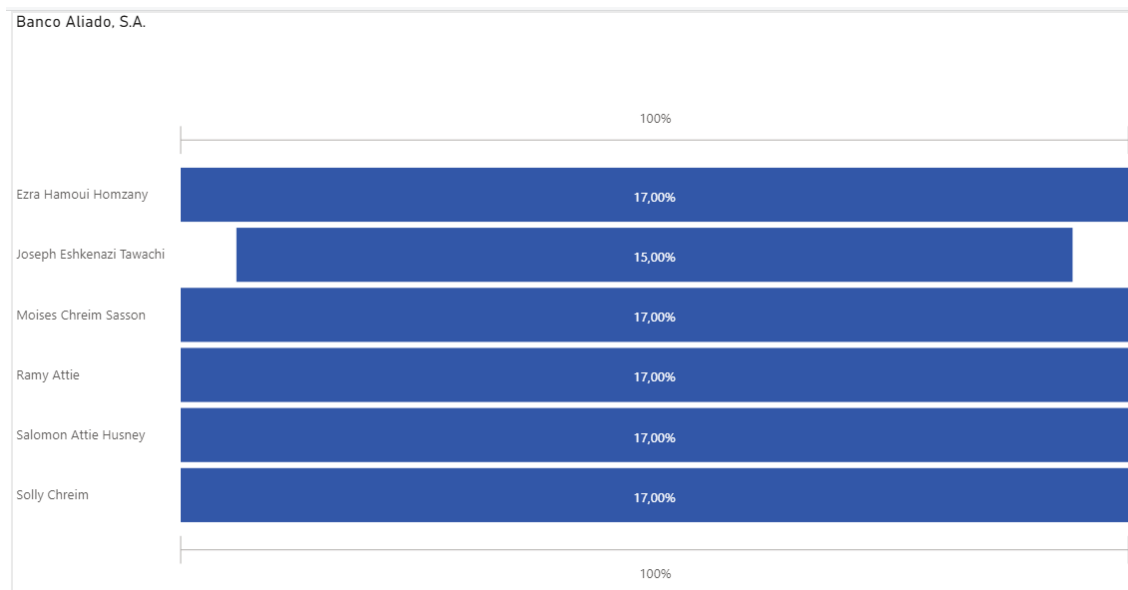 Banco Aliado, S.A.
100%
Ezra Hamoui Homzany 17,00%
Joseph Eshkenazi Tawachi 15,00%
Moises Chreim Sasson 17,00%
Ramy Attie 17,00%
Salomon Attie Husney 17,00%
Solly Chreim 17,00%
100%